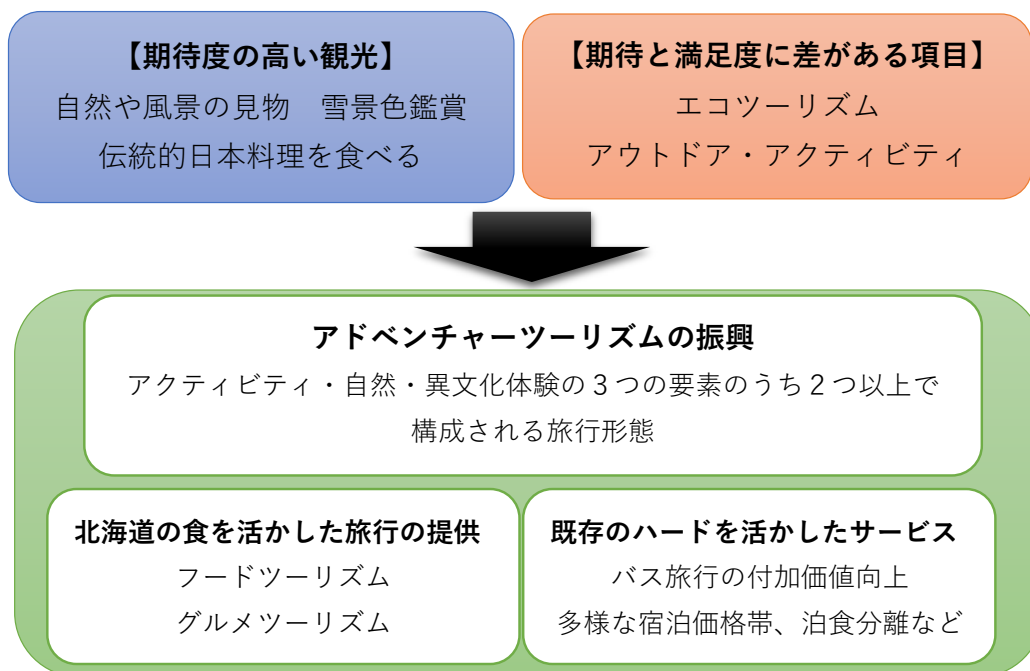 【期待度の高い観光】
自然や風景の見物　雪景色鑑賞
伝統的日本料理を食べる
【期待と満足度に差がある項目】
エコツーリズム
アウトドア・アクティビティ
アドベンチャーツーリズムの振興
アクティビティ・自然・異文化体験の３つの要素のうち２つ以上で
構成される旅行形態
北海道の食を活かした旅行の提供
フードツーリズム
グルメツーリズム
既存のハードを活かしたサービス
バス旅行の付加価値向上
多様な宿泊価格帯、泊食分離など